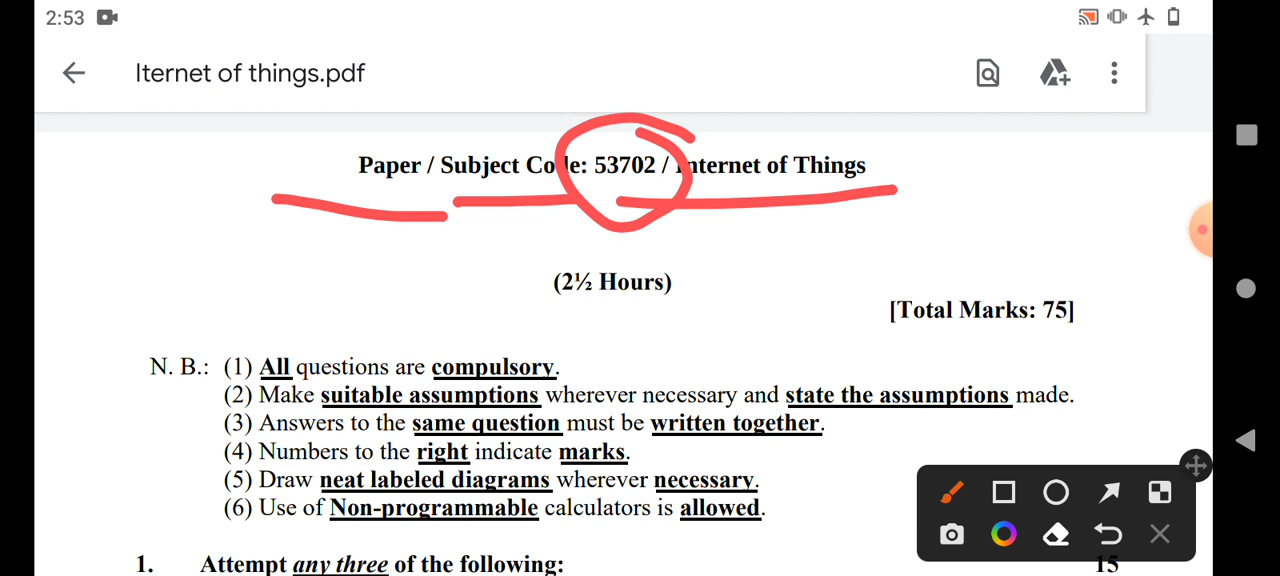 2:53
Iternet of things.pdf
Paper / Subject Code: 53702 / Internet of Things
(2½ Hours)
[Total Marks: 75]
N. B.: (1) All questions are compulsory.
(2) Make suitable assumptions wherever necessary and state the assumptions made.
(3) Answers to the same question must be written together.
(4) Numbers to the right indicate marks.
(5) Draw neat labeled diagrams wherever necessary.
(6) Use of Non-programmable calculators is allowed.
1. Attempt any three of the following: 15